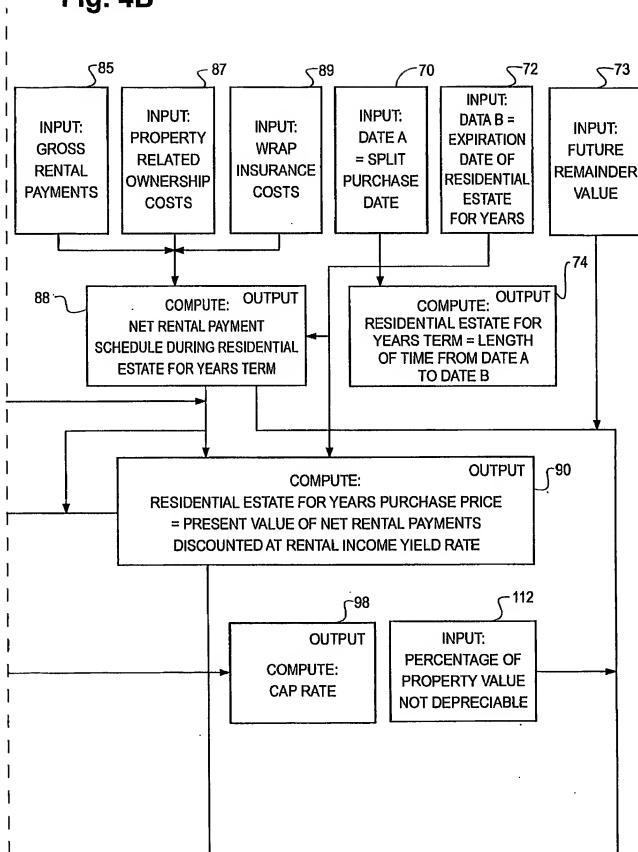 Fig. 4B
85
87
89
70
72
73
INPUT:
GROSS
RENTAL
PAYMENTS
INPUT:
PROPERTY
RELATED
OWNERSHIP
COSTS
INPUT:
WRAP
INSURANCE
COSTS
INPUT:
DATE A
= SPLIT
PURCHASE
DATE
INPUT:
DATA B =
EXPIRATION
DATE OF
RESIDENTIAL
ESTATE
FOR YEARS
INPUT:
FUTURE
REMAINDER
VALUE
88
OUTPUT
COMPUTE:
NET RENTAL PAYMENT
SCHEDULE DURING RESIDENTIAL
ESTATE FOR YEARS TERM
74
OUTPUT
COMPUTE:
RESIDENTIAL ESTATE FOR
YEARS TERM = LENGTH
OF TIME FROM DATE A
TO DATE B
90
OUTPUT
COMPUTE:
RESIDENTIAL ESTATE FOR YEARS PURCHASE PRICE
= PRESENT VALUE OF NET RENTAL PAYMENTS
DISCOUNTED AT RENTAL INCOME YIELD RATE
98
OUTPUT
COMPUTE:
CAP RATE
112
INPUT:
PERCENTAGE OF
PROPERTY VALUE
NOT DEPRECIABLE